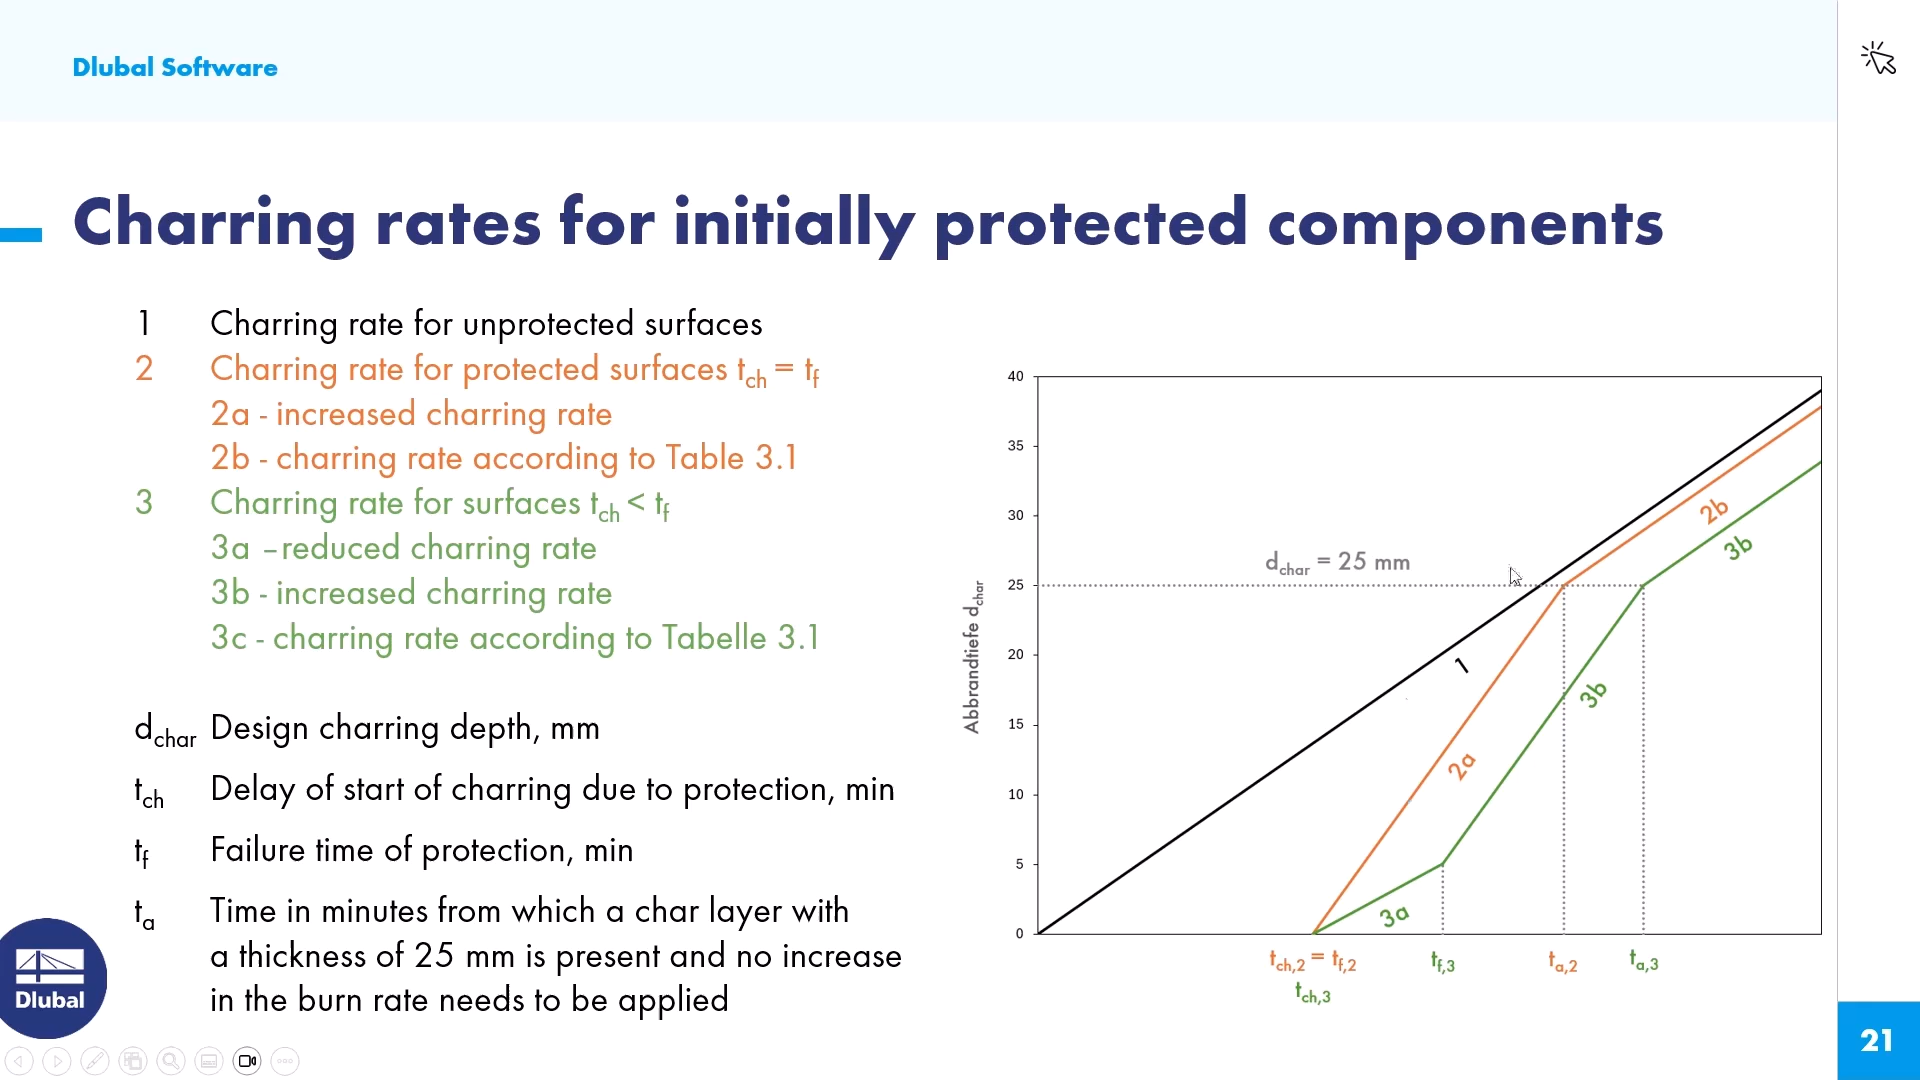 Dlubal Software
Charring rates for initially protected components
1 Charring rate for unprotected surfaces
2 Charring rate for protected surfaces tch = tf
2a - increased charring rate
2b - charring rate according to Table 3.1
3 Charring rate for surfaces tch < tf
3a –reduced charring rate
3b - increased charring rate
3c - charring rate according to Tabelle 3.1
dchar Design charring depth, mm
tch Delay of start of charring due to protection, min
tf Failure time of protection, min
ta Time in minutes from which a char layer with
a thickness of 25 mm is present and no increase
in the burn rate needs to be applied
Abbrandtiefe dchar
40
35
30
25
20
15
10
5
0
dchar = 25 mm
1
2a
2b
3a
3b
3b
tch,2 = tf,2
tch,3
tf,3
ta,2
ta,3
Dlubal
21